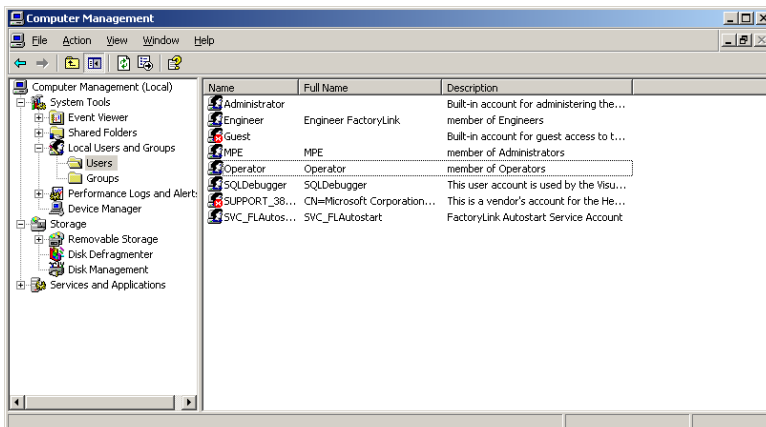 Computer Management
File Action View Window Help
Computer Management (Local)
System Tools
Event Viewer
Shared Folders
Local Users and Groups
Users
Groups
Performance Logs and Alert
Device Manager
Storage
Removable Storage
Disk Defragmenter
Disk Management
Services and Applications
Name Full Name Description
Administrator Built-in account for administering the...
Engineer Engineer FactoryLink member of Engineers
Guest Built-in account for guest access to t...
MPE MPE member of Administrators
Operator Operator member of Operators
SQLDebugger SQLDebugger This user account is used by the Visu...
SUPPORT_38... CN=Microsoft Corporation... This is a vendor's account for the He...
SVC_FLAutos... SVC_FLAutostart FactoryLink Autostart Service Account